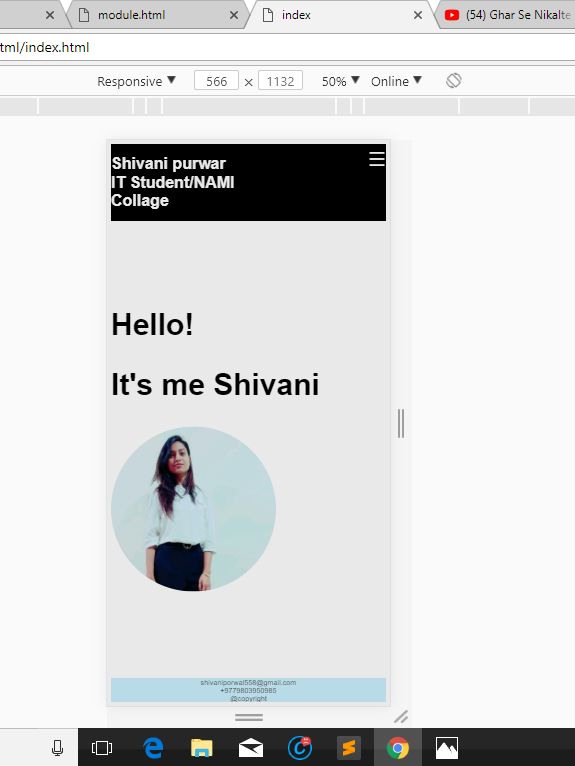 module.html
index
(54) Ghar Se Nikalte
tml/index.html
Responsive 566 × 1132 50% Online
Shivani purwar
IT Student/NAMI
Collage
Hello!
It's me Shivani
shivaniporwal558@gmail.com
+9779803950985
@copyright